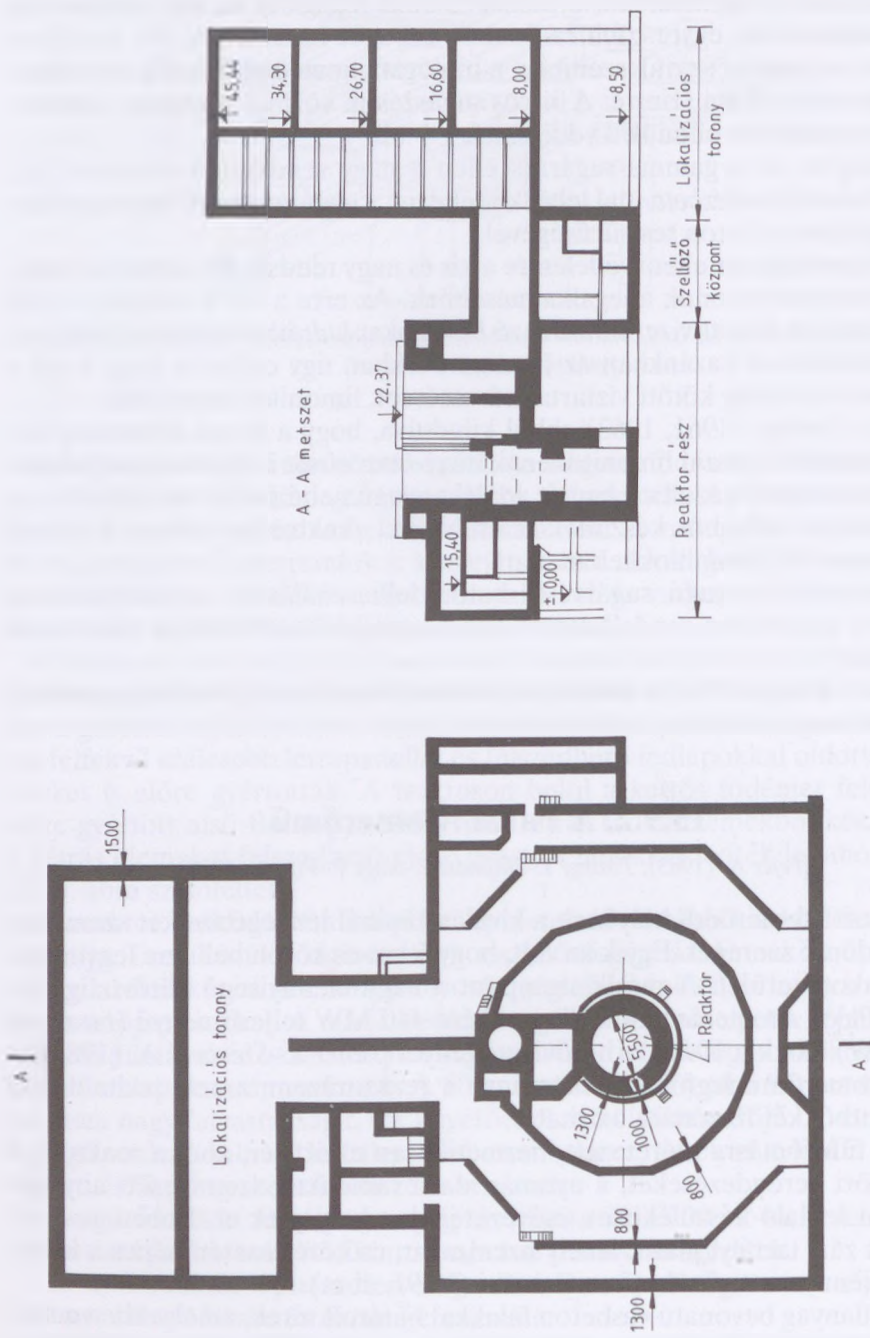 A - A metszet
↑ 45,44
34,30
26,70
16,60
8,00
8,50
22,37
15,40
±0,00
Reaktor rész
Szellőző
központ
Lokalizációs
torony
A
Lokalizációs torony
1500
Reaktor
5500
1300
1000
800
800
1300
A